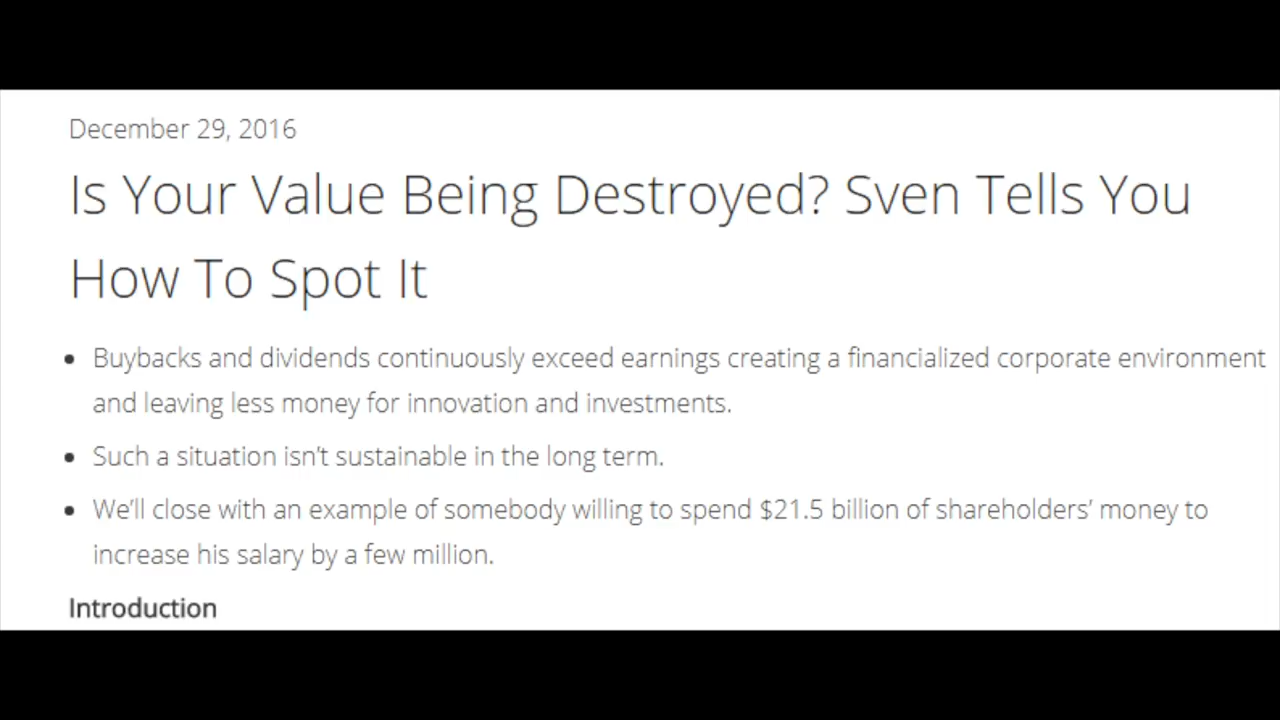 December 29, 2016
Is Your Value Being Destroyed? Sven Tells You
How To Spot It
• Buybacks and dividends continuously exceed earnings creating a financialized corporate environment
and leaving less money for innovation and investments.
• Such a situation isn't sustainable in the long term.
• We'll close with an example of somebody willing to spend $21.5 billion of shareholders' money to
increase his salary by a few million.
Introduction